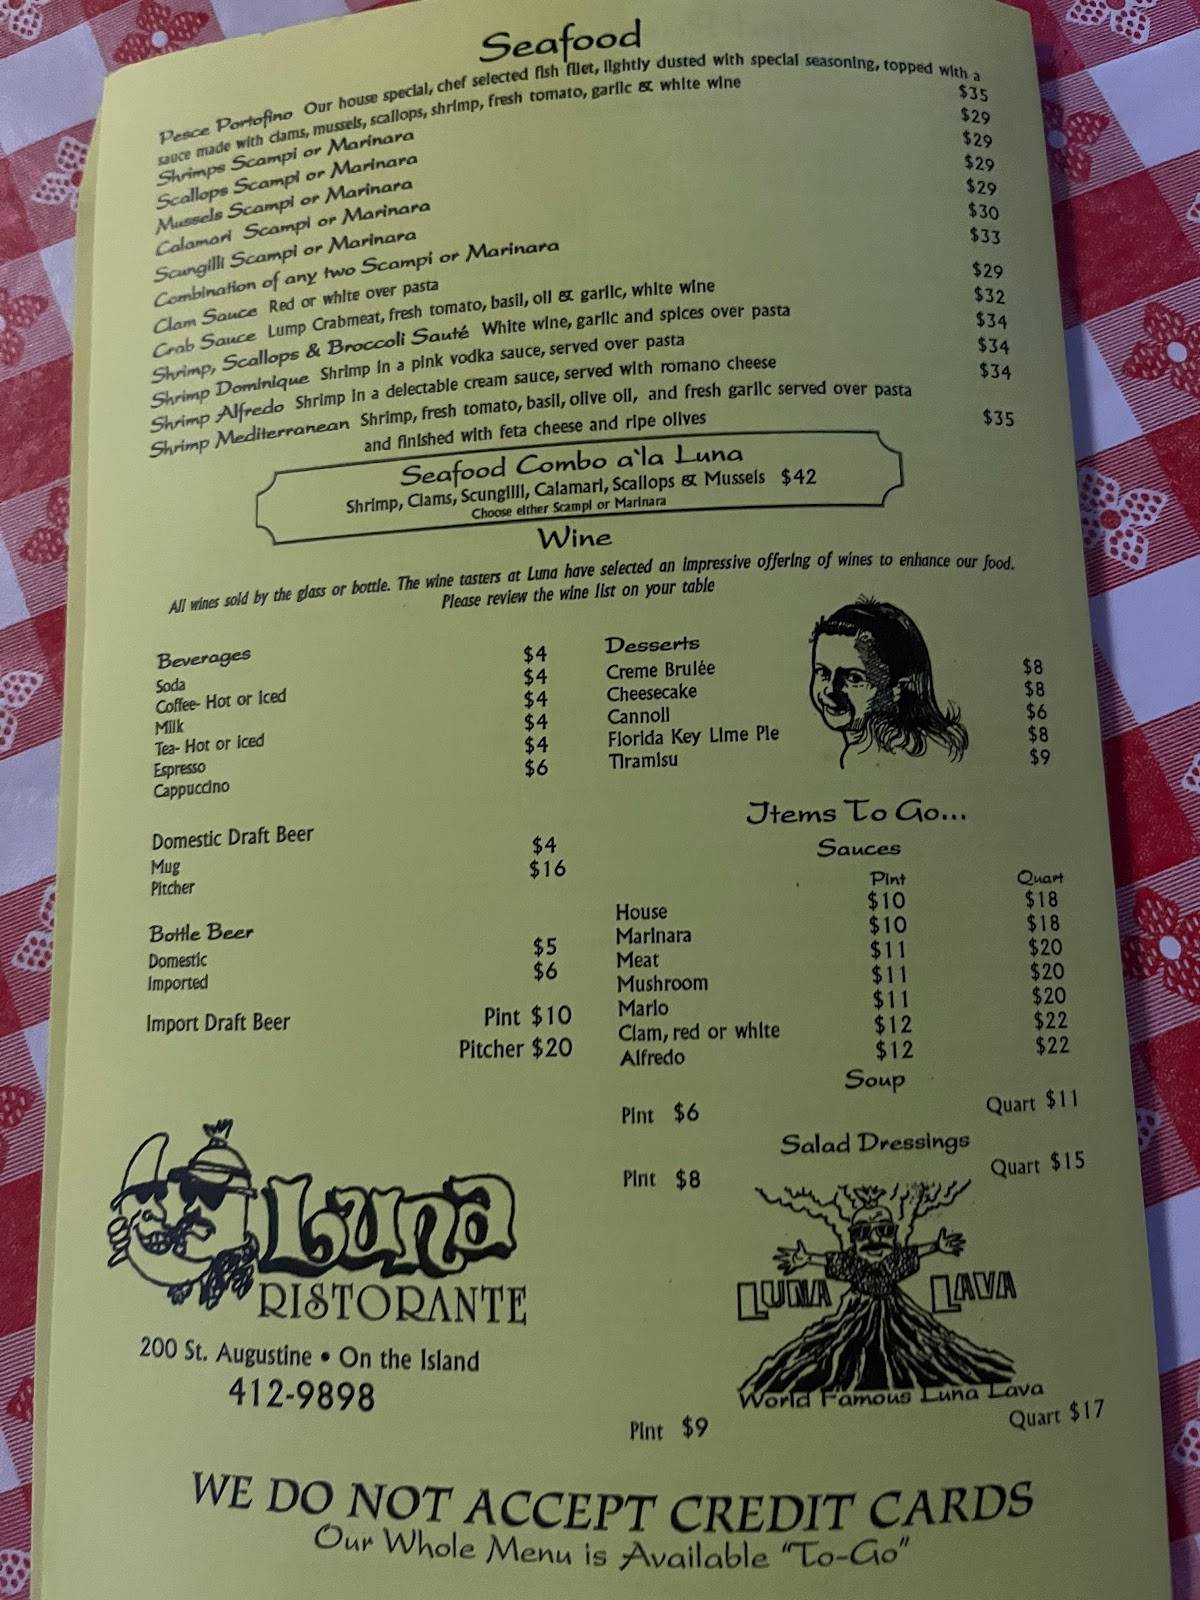 Seafood
Pesce Portofino Our house special, chef selected fish filet, lightly dusted with special seasoning, topped with a
sauce made with clams, mussels, scallops, shrimp, fresh tomato, garlic & white wine $35
Shrimps Scampi or Marinara $29
Scallops Scampi or Marinara $29
Mussels Scampi or Marinara $29
Calamari Scampi or Marinara $29
Scungilli Scampi or Marinara $30
Combination of any two Scampi or Marinara $33
Clam Sauce Red or white over pasta $29
Crab Sauce Lump Crabmeat, fresh tomato, basil, oil & garlic, white wine $32
Shrimp, Scallops & Broccoli Sauté White wine, garlic and spices over pasta $34
Shrimp Dominique Shrimp in a pink vodka sauce, served over pasta $34
Shrimp Alfredo Shrimp in a delectable cream sauce, served with romano cheese $34
Shrimp Mediterranean Shrimp, fresh tomato, basil, olive oil, and fresh garlic served over pasta
and finished with feta cheese and ripe olives $35
Seafood Combo a`la Luna
Shrimp, Clams, Scungilli, Calamari, Scallops & Mussels $42
Choose either Scampi or Marinara
Wine
All wines sold by the glass or bottle. The wine tasters at Luna have selected an impressive offering of wines to enhance our food.
Please review the wine list on your table
Beverages
Soda $4
Coffee- Hot or Iced $4
Milk $4
Tea- Hot or Iced $4
Espresso $4
Cappuccino $6
Domestic Draft Beer
Mug $4
Pitcher $16
Bottle Beer
Domestic $5
Imported $6
Import Draft Beer Pint $10
Pitcher $20
Desserts
Creme Brulée $8
Cheesecake $8
Cannoli $6
Florida Key Lime Pie $8
Tiramisu $9
Items To Go...
Sauces
Pint Quart
House $10 $18
Marinara $10 $18
Meat $11 $20
Mushroom $11 $20
Mario $11 $20
Clam, red or white $12 $22
Alfredo $12 $22
Soup
Pint $6 Quart $11
Salad Dressings
Pint $8 Quart $15
LUNA LAVA
World Famous Luna Lava
Pint $9 Quart $17
Luna
RISTORANTE
200 St. Augustine • On the Island
412-9898
WE DO NOT ACCEPT CREDIT CARDS
Our Whole Menu is Available "To-Go"